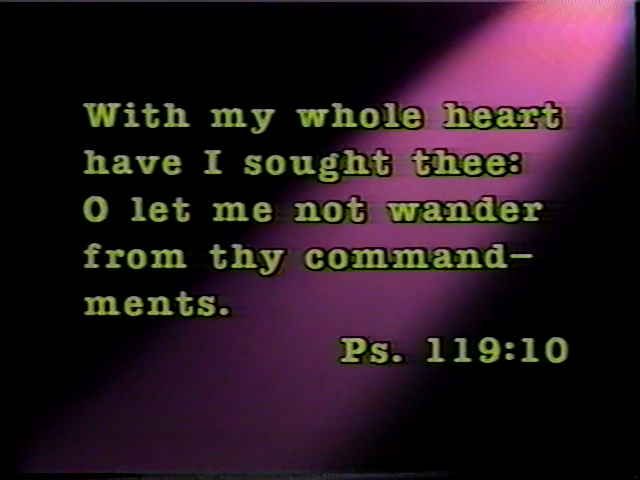 With my whole heart
have I sought thee:
O let me not wander
from thy command-
ments.
Ps. 119:10